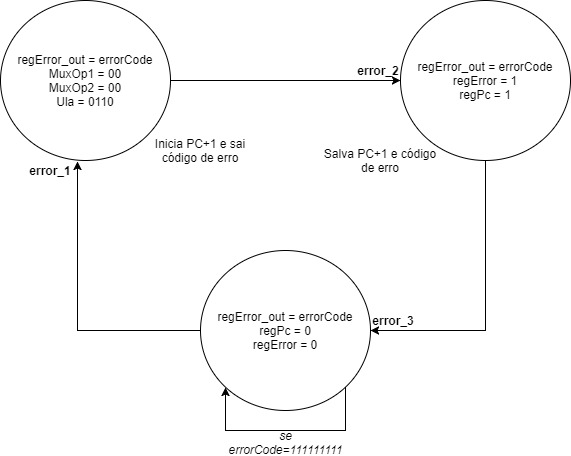 regError_out = errorCode
MuxOp1 = 00
MuxOp2 = 00
Ula = 0110
error_2
regError_out = errorCode
regError = 1
regPc = 1
Inicia PC+1 e sai
código de erro
Salva PC+1 e código
de erro
error_1
regError_out = errorCode
regPc = 0
regError = 0
error_3
se
errorCode=111111111